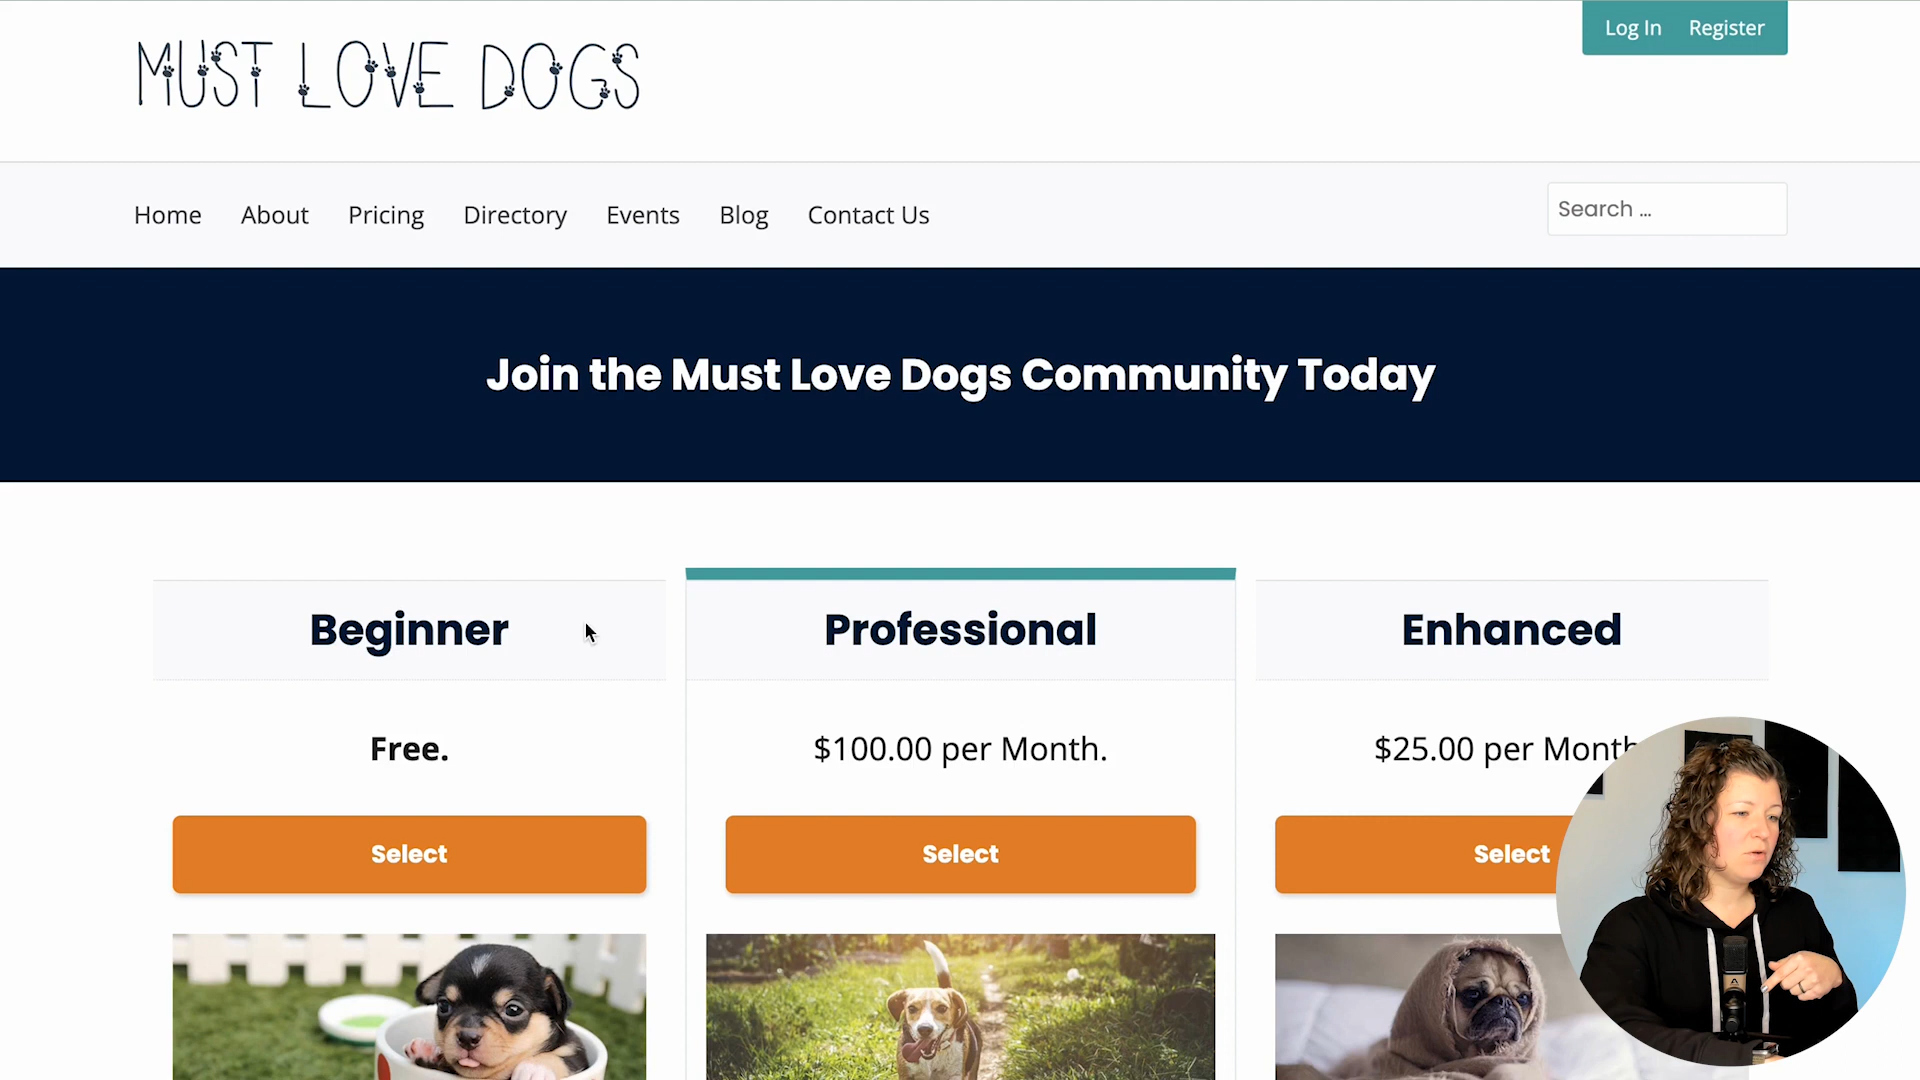 Log In Register
MUST LOVE DOGS
Home About Pricing Directory Events Blog Contact Us
Search ...
Join the Must Love Dogs Community Today
Beginner
Free.
Select
Professional
$100.00 per Month.
Select
Enhanced
$25.00 per Month
Select